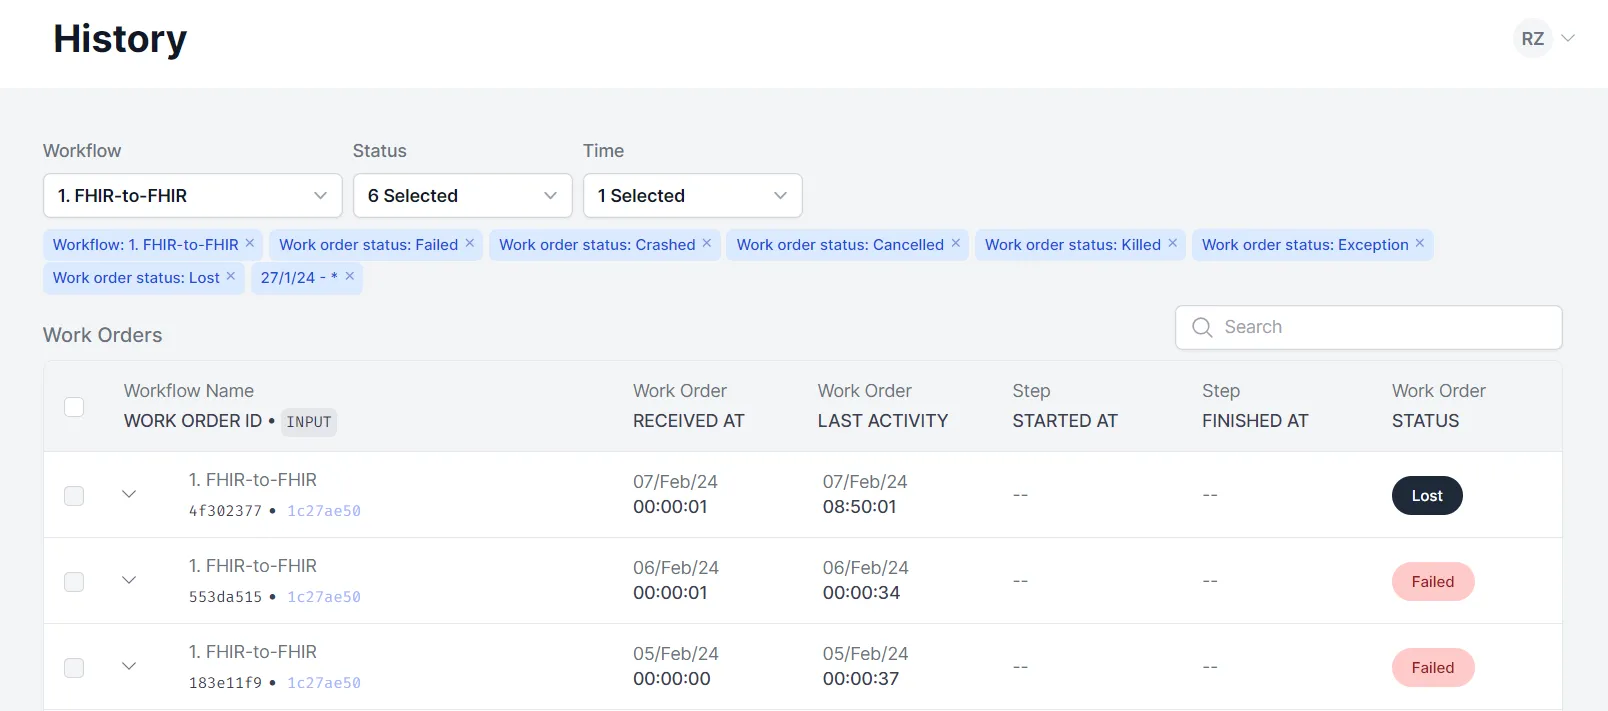 History
RZ
Workflow Status Time
1. FHIR-to-FHIR 6 Selected 1 Selected
Workflow: 1. FHIR-to-FHIR × Work order status: Failed × Work order status: Crashed × Work order status: Cancelled × Work order status: Killed × Work order status: Exception ×
Work order status: Lost × 27/1/24 - * ×
Work Orders
Search
Workflow Name Work Order Work Order Step Step Work Order
WORK ORDER ID • INPUT RECEIVED AT LAST ACTIVITY STARTED AT FINISHED AT STATUS
1. FHIR-to-FHIR 07/Feb/24 07/Feb/24 -- -- Lost
4f302377 • 1c27ae50 00:00:01 08:50:01
1. FHIR-to-FHIR 06/Feb/24 06/Feb/24 -- -- Failed
553da515 • 1c27ae50 00:00:01 00:00:34
1. FHIR-to-FHIR 05/Feb/24 05/Feb/24 -- -- Failed
183e11f9 • 1c27ae50 00:00:00 00:00:37